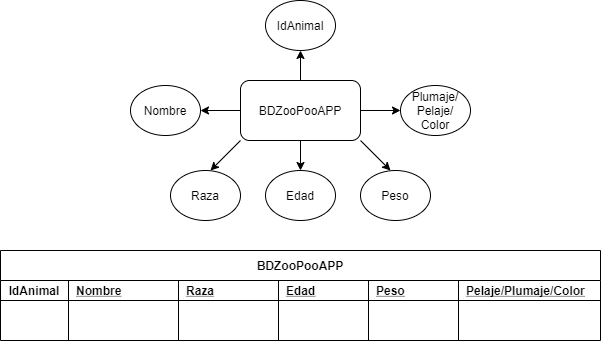 IdAnimal
BDZooPooAPP
Nombre
Plumaje/
Pelaje/
Color
Raza
Edad
Peso
BDZooPooAPP
IdAnimal Nombre Raza Edad Peso Pelaje/Plumaje/Color